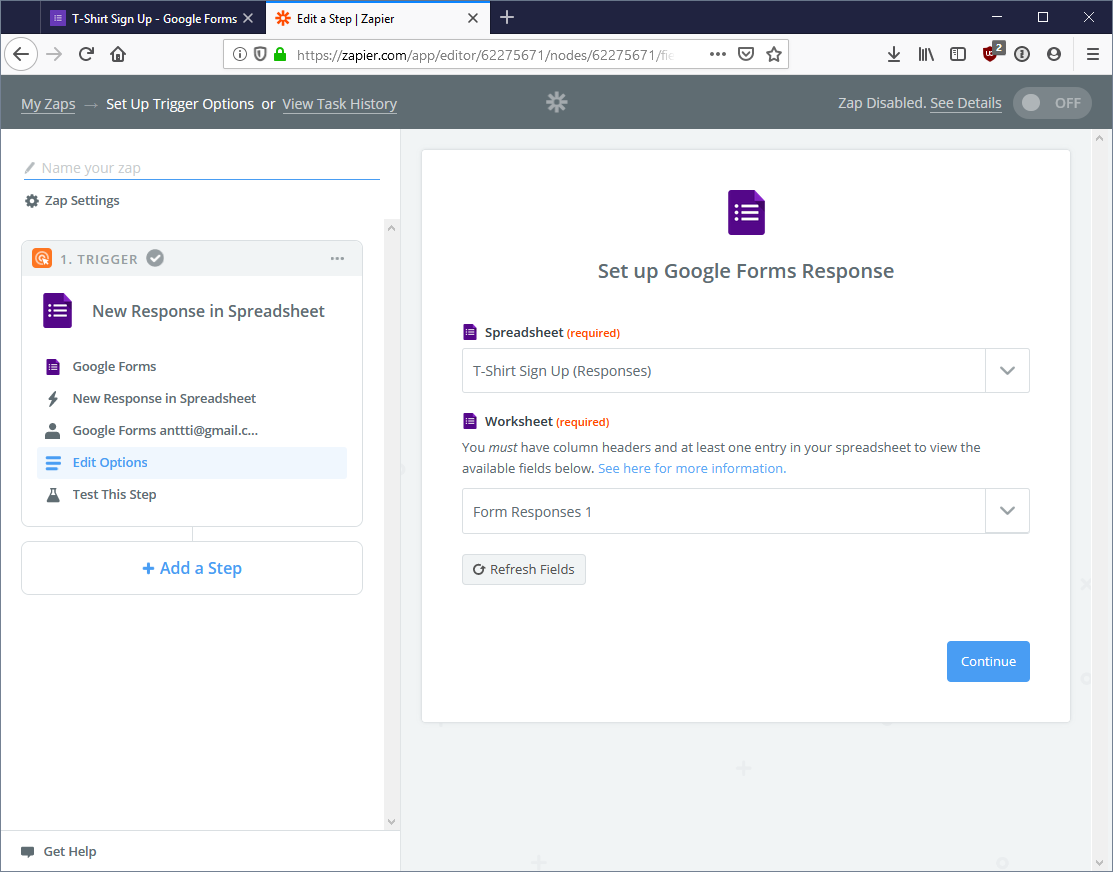 T-Shirt Sign Up - Google Forms
Edit a Step | Zapier
https://zapier.com/app/editor/62275671/nodes/62275671/fie
2
My Zaps → Set Up Trigger Options or View Task History
Zap Disabled. See Details OFF
Name your zap
Zap Settings
1. TRIGGER
New Response in Spreadsheet
Google Forms
New Response in Spreadsheet
Google Forms anttti@gmail.c...
Edit Options
Test This Step
+ Add a Step
Get Help
Set up Google Forms Response
Spreadsheet (required)
T-Shirt Sign Up (Responses)
Worksheet (required)
You must have column headers and at least one entry in your spreadsheet to view the
available fields below. See here for more information.
Form Responses 1
Refresh Fields
Continue